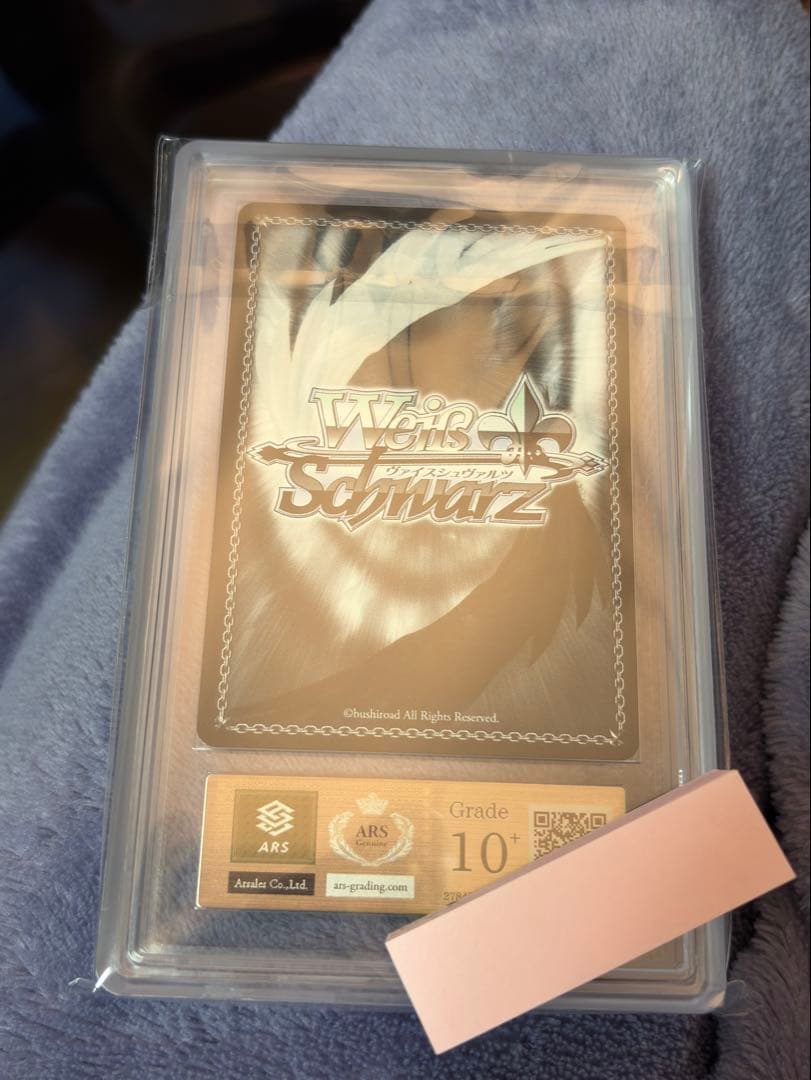 Weiß
ヴァイスシュヴァルツ
Schwarz
©bushiroad All Rights Reserved.
ARS
Arsales Co.,Ltd.
ARS
Genuine
ars-grading.com
Grade
10+